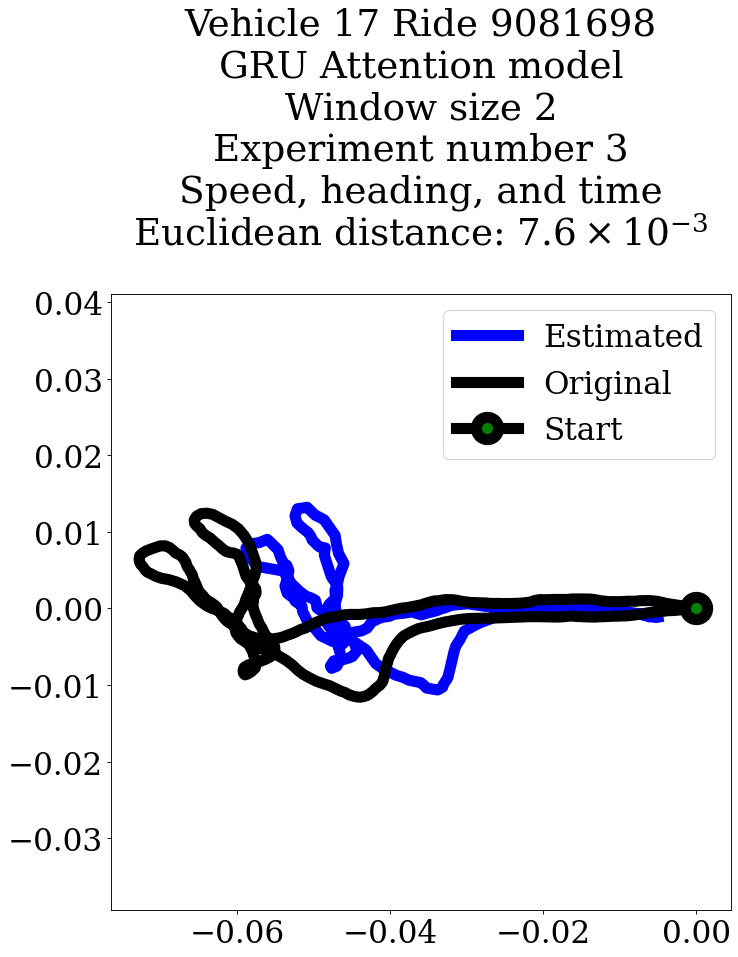 Vehicle 17 Ride 9081698
GRU Attention model
Window size 2
Experiment number 3
Speed, heading, and time
Euclidean distance: 7.6 × 10⁻³
0.04
0.03
0.02
0.01
0.00
−0.01
−0.02
−0.03
Estimated
Original
Start
−0.06 −0.04 −0.02 0.00